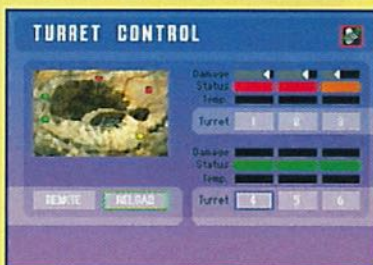 TURRET CONTROL
Damage
Status
Temp.
Turret 1 2 3
Damage
Status
Temp.
REMOTE RELOAD
Turret 4 5 6